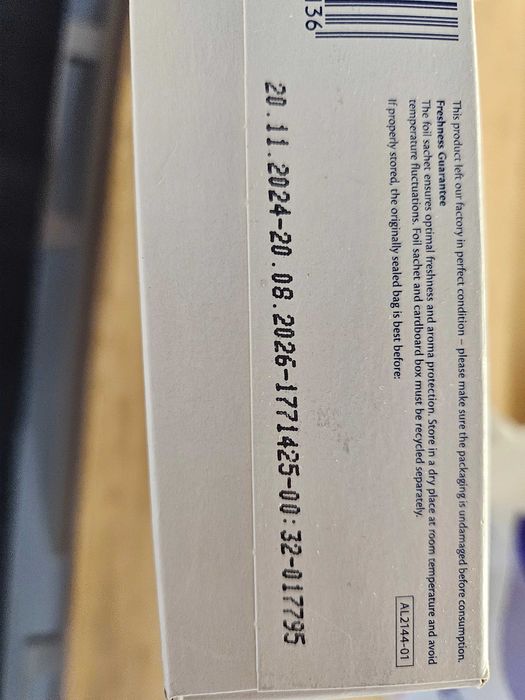 136
This product left our factory in perfect condition – please make sure the packaging is undamaged before consumption.
Freshness Guarantee
The foil sachet ensures optimal freshness and aroma protection. Store in a dry place at room temperature and avoid
temperature fluctuations. Foil sachet and cardboard box must be recycled separately.
If properly stored, the originally sealed bag is best before:
AL2144-01
20.11.2024-20.08.2026-1771425-00:32-017795